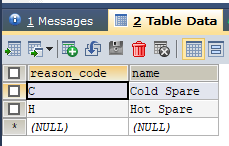 1 Messages 2 Table Data
reason_code name
C Cold Spare
H Hot Spare
* (NULL) (NULL)